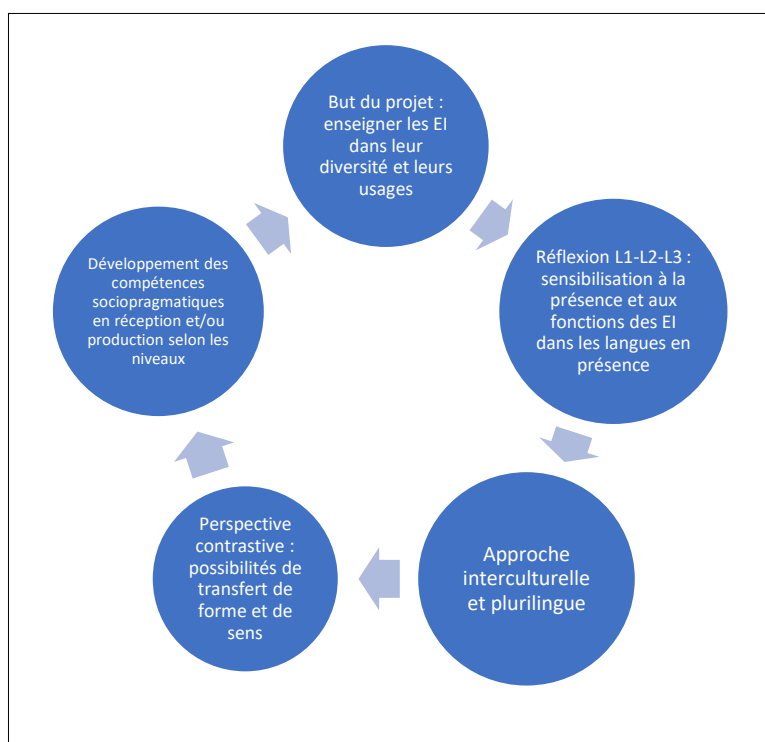 But du projet :
enseigner les EI
dans leur
diversité et leurs
usages
Réflexion L1-L2-L3 :
sensibilisation à la
présence et aux
fonctions des EI
dans les langues en
présence
Approche
interculturelle
et plurilingue
Perspective
contrastive :
possibilités de
transfert de
forme et de
sens
Développement des
compétences
sociopragmatiques
en réception et/ou
production selon les
niveaux